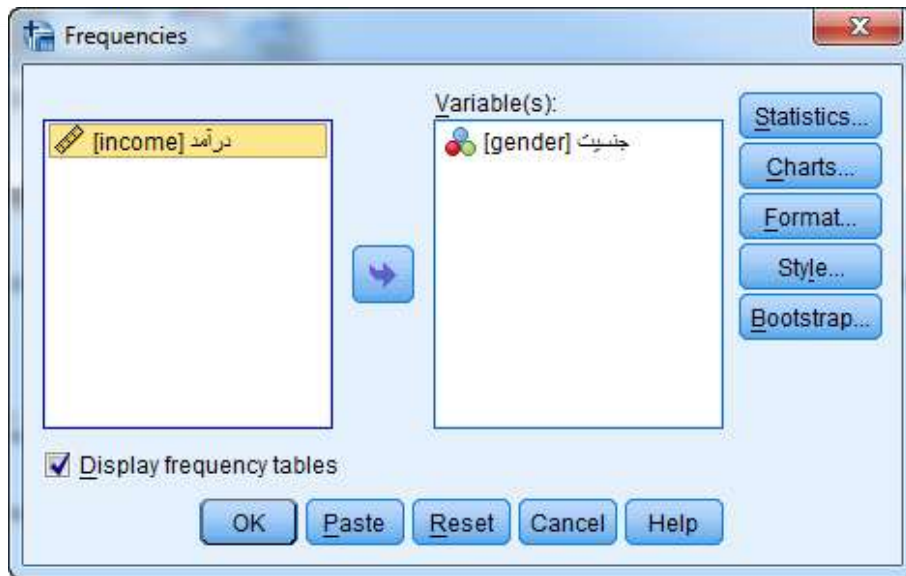 Frequencies
Variable(s):
درآمد [income]
جنسیت [gender]
Statistics...
Charts...
Format...
Style...
Bootstrap...
Display frequency tables
OK Paste Reset Cancel Help